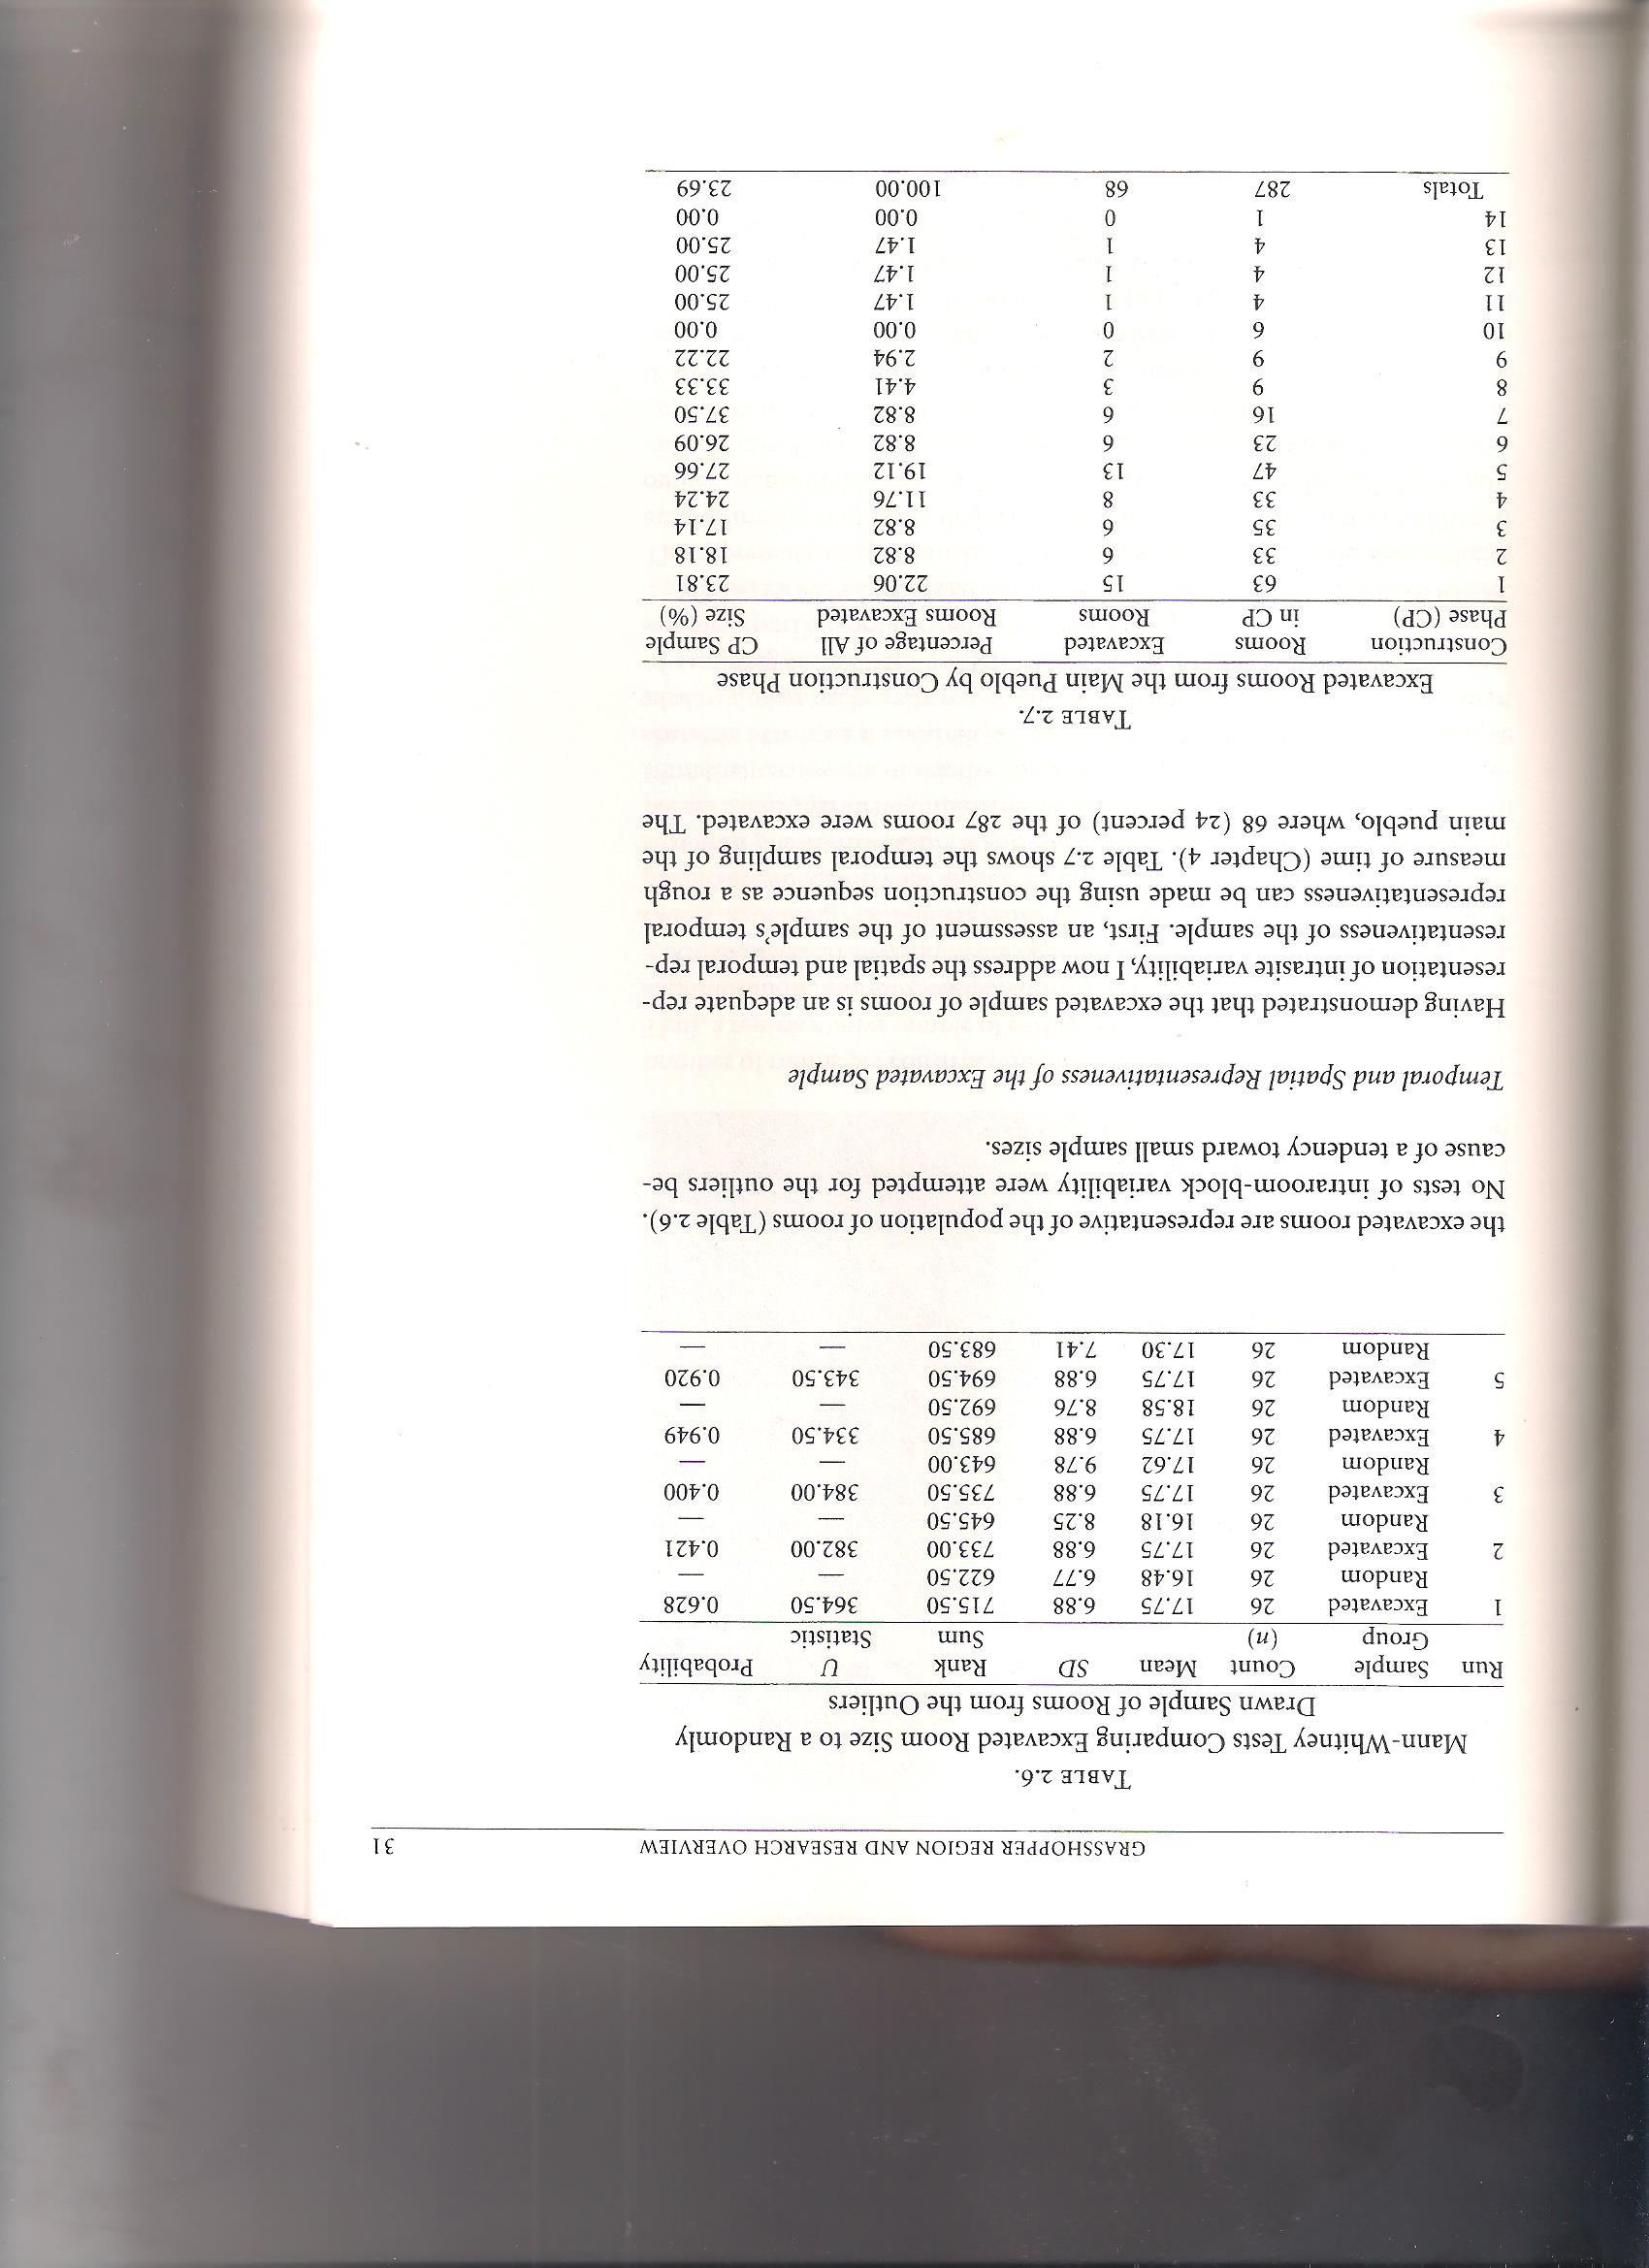 GRASSHOPPER REGION AND RESEARCH OVERVIEW 31
TABLE 2.6.
Mann-Whitney Tests Comparing Excavated Room Size to a Randomly
Drawn Sample of Rooms from the Outliers
Run Sample Group Count (n) Mean SD Rank Sum U Statistic Probability
1 Excavated 26 17.75 6.88 715.50 364.50 0.628
Random 26 16.48 6.77 622.50 — —
2 Excavated 26 17.75 6.88 733.00 382.00 0.421
Random 26 16.18 8.25 645.50 — —
3 Excavated 26 17.75 6.88 735.50 384.00 0.400
Random 26 17.62 9.78 643.00 — —
4 Excavated 26 17.75 6.88 685.50 334.50 0.949
Random 26 18.58 8.76 692.50 — —
5 Excavated 26 17.75 6.88 694.50 343.50 0.920
Random 26 17.30 7.41 683.50 — —
the excavated rooms are representative of the population of rooms (Table 2.6).
No tests of intraroom-block variability were attempted for the outliers be-
cause of a tendency toward small sample sizes.
Temporal and Spatial Representativeness of the Excavated Sample
Having demonstrated that the excavated sample of rooms is an adequate rep-
resentation of intrasite variability, I now address the spatial and temporal rep-
resentativeness of the sample. First, an assessment of the sample's temporal
representativeness can be made using the construction sequence as a rough
measure of time (Chapter 4). Table 2.7 shows the temporal sampling of the
main pueblo, where 68 (24 percent) of the 287 rooms were excavated. The
TABLE 2.7.
Excavated Rooms from the Main Pueblo by Construction Phase
Construction Rooms Excavated Percentage of All CP Sample
Phase (CP) in CP Rooms Rooms Excavated Size (%)
1 63 15 22.06 23.81
2 33 6 8.82 18.18
3 35 6 8.82 17.14
4 33 8 11.76 24.24
5 47 13 19.12 27.66
6 23 6 8.82 26.09
7 16 6 8.82 37.50
8 9 3 4.41 33.33
9 9 2 2.94 22.22
10 6 0 0.00 0.00
11 4 1 1.47 25.00
12 4 1 1.47 25.00
13 4 1 1.47 25.00
14 1 0 0.00 0.00
Totals 287 68 100.00 23.69